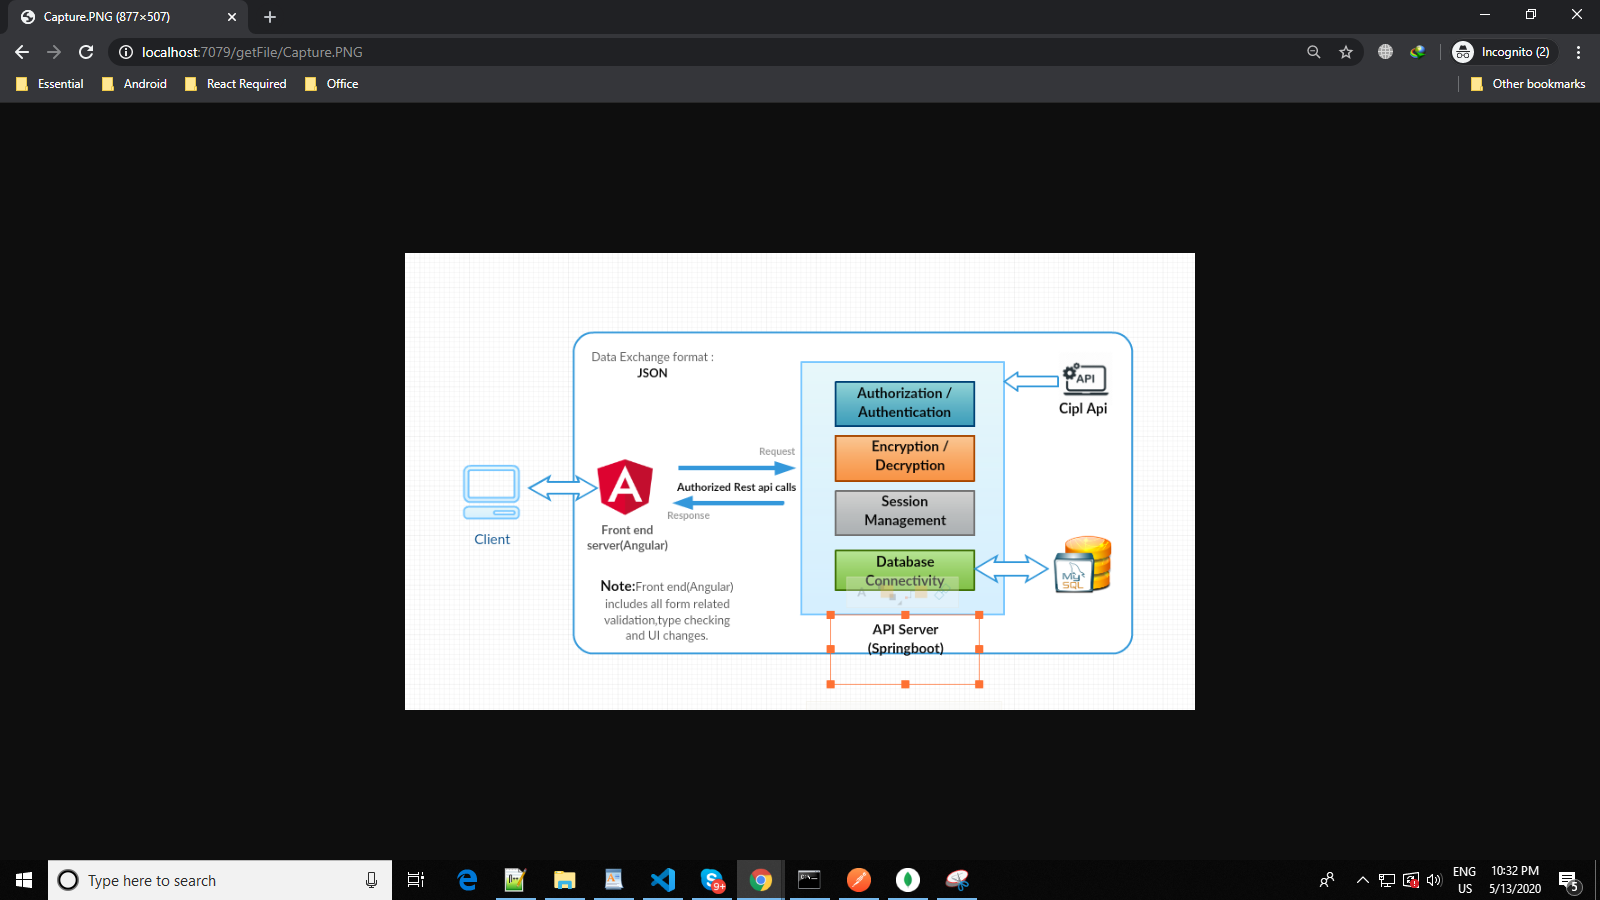 Capture.PNG (877×507)
localhost:7079/getFile/Capture.PNG
Incognito (2)
Essential
Android
React Required
Office
Other bookmarks
Data Exchange format :
JSON
Authorization /
Authentication
API
Cipl Api
Encryption /
Decryption
Request
Authorized Rest api calls
Response
Session
Management
Client
Front end
server(Angular)
Database
Connectivity
MySQL
Note:Front end(Angular)
includes all form related
validation,type checking
and UI changes.
API Server
(Springboot)
Type here to search
9+
ENG
US
10:32 PM
5/13/2020
5